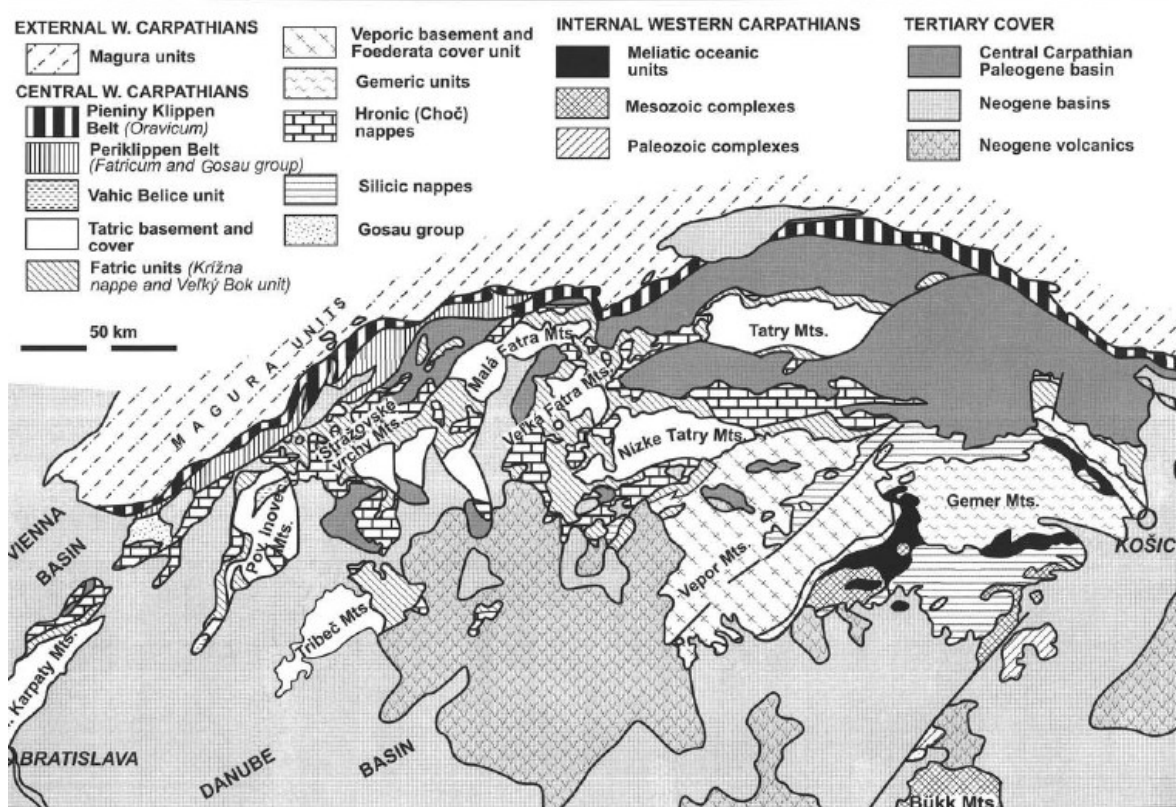 EXTERNAL W. CARPATHIANS
Magura units
CENTRAL W. CARPATHIANS
Pieniny Klippen
Belt (Oravicum)
Periklippen Belt
(Fatricum and Gosau group)
Vahic Belice unit
Tatric basement and
cover
Fatric units (Krížna
nappe and Veľký Bok unit)
Veporic basement and
Foederata cover unit
Gemeric units
Hronic (Choč)
nappes
Silicic nappes
Gosau group
INTERNAL WESTERN CARPATHIANS
Meliatic oceanic
units
Mesozoic complexes
Paleozoic complexes
TERTIARY COVER
Central Carpathian
Paleogene basin
Neogene basins
Neogene volcanics
50 km
MAGURA UNITS
Tatry Mts.
Malá Fatra Mts.
Veľká Fatra Mts.
Strážovské
vrchy Mts.
Nízke Tatry Mts.
Pov. Inovec
Mts.
Gemer Mts.
VIENNA
BASIN
KOŠIC
Vepor Mts.
Tribeč Mts.
. Karpaty Mts.
BRATISLAVA
DANUBE
BASIN
Bükk Mts.